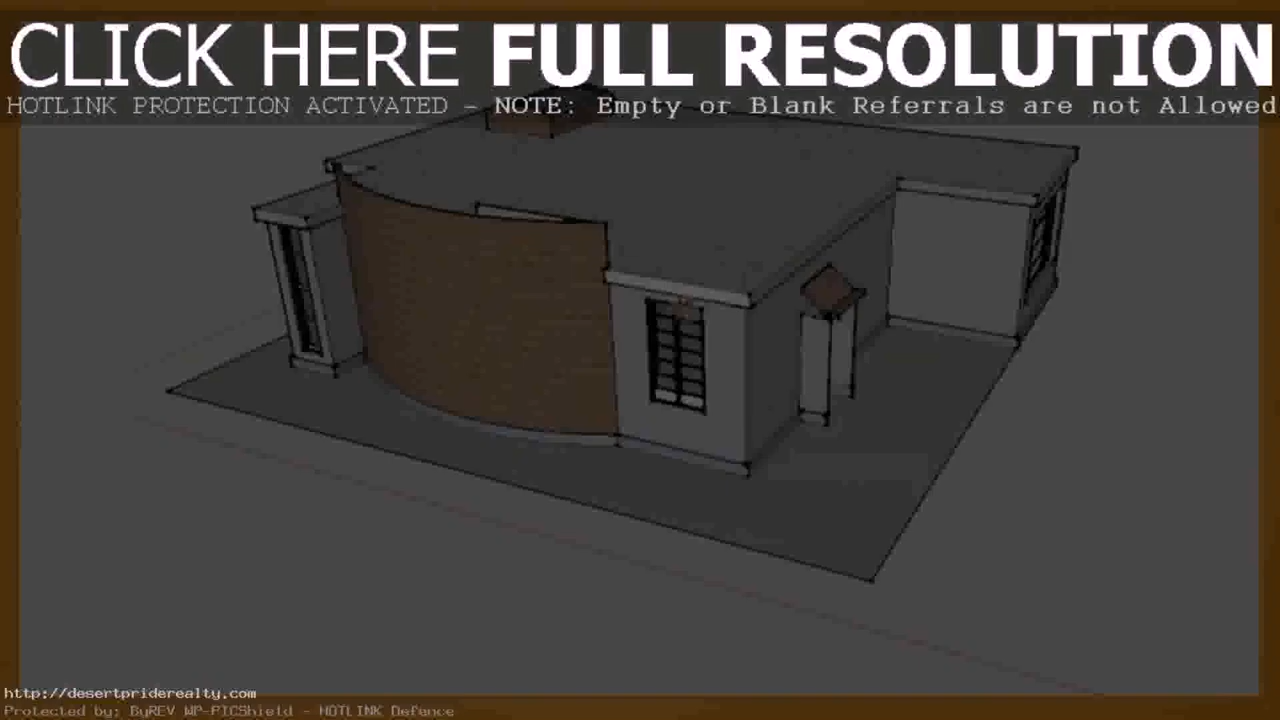 CLICK HERE FULL RESOLUTION
HOTLINK PROTECTION ACTIVATED - NOTE: Empty or Blank Referrals are not Allowed
http://desertpriderealty.com
Protected by: ByREV WP-PICShield - HOTLINK Defence